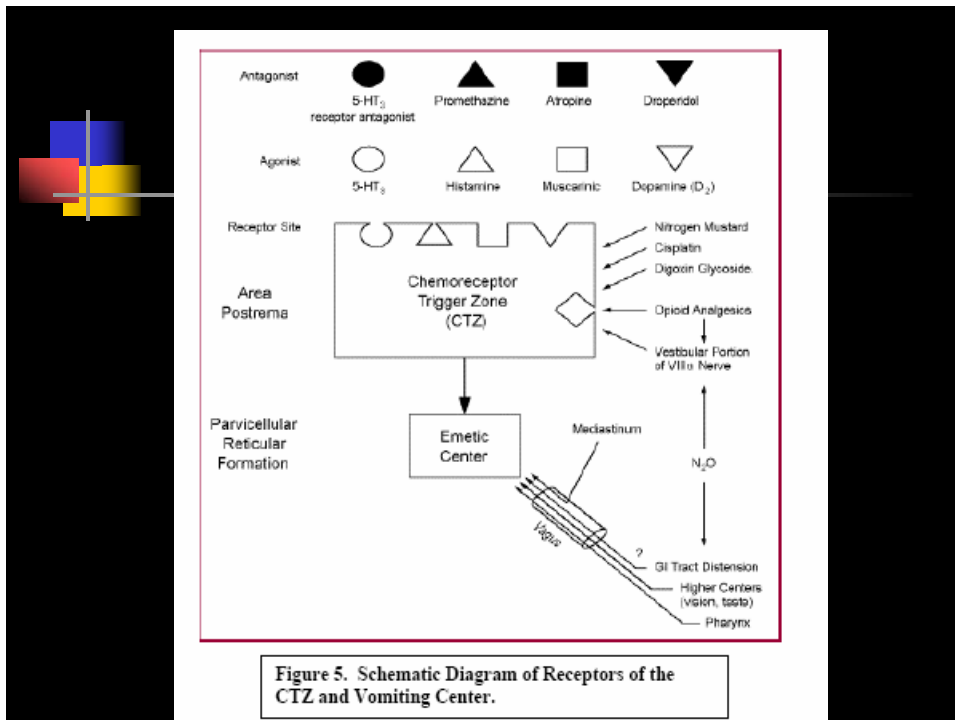 Antagonist
5-HT3
receptor antagonist
Promethazine
Atropine
Droperidol
Agonist
5-HT3
Histamine
Muscarinic
Dopamine (D2)
Receptor Site
Area
Postrema
Chemoreceptor
Trigger Zone
(CTZ)
Nitrogen Mustard
Cisplatin
Digoxin Glycoside.
Opioid Analgesics
Vestibular Portion
of VIIIth Nerve
Parvicellular
Reticular
Formation
Emetic
Center
Mediastinum
N2O
Vagus
?
GI Tract Distension
Higher Centers
(vision, taste)
Pharynx
Figure 5. Schematic Diagram of Receptors of the
CTZ and Vomiting Center.